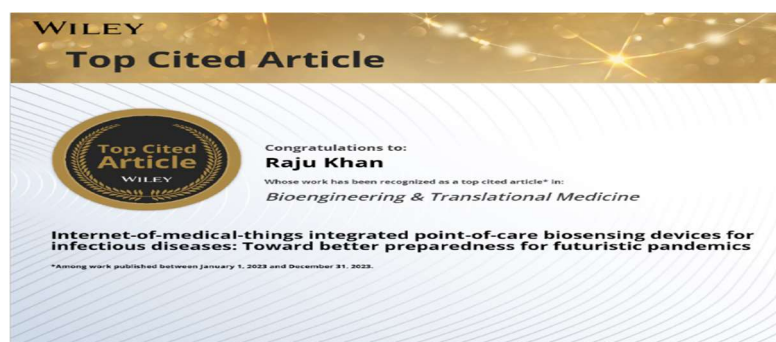 WILEY
Top Cited Article
Top Cited
Article
WILEY
Congratulations to:
Raju Khan
Whose work has been recognized as a top cited article* in:
Bioengineering & Translational Medicine
Internet-of-medical-things integrated point-of-care biosensing devices for
infectious diseases: Toward better preparedness for futuristic pandemics
*Among work published between January 1, 2023 and December 31, 2023.